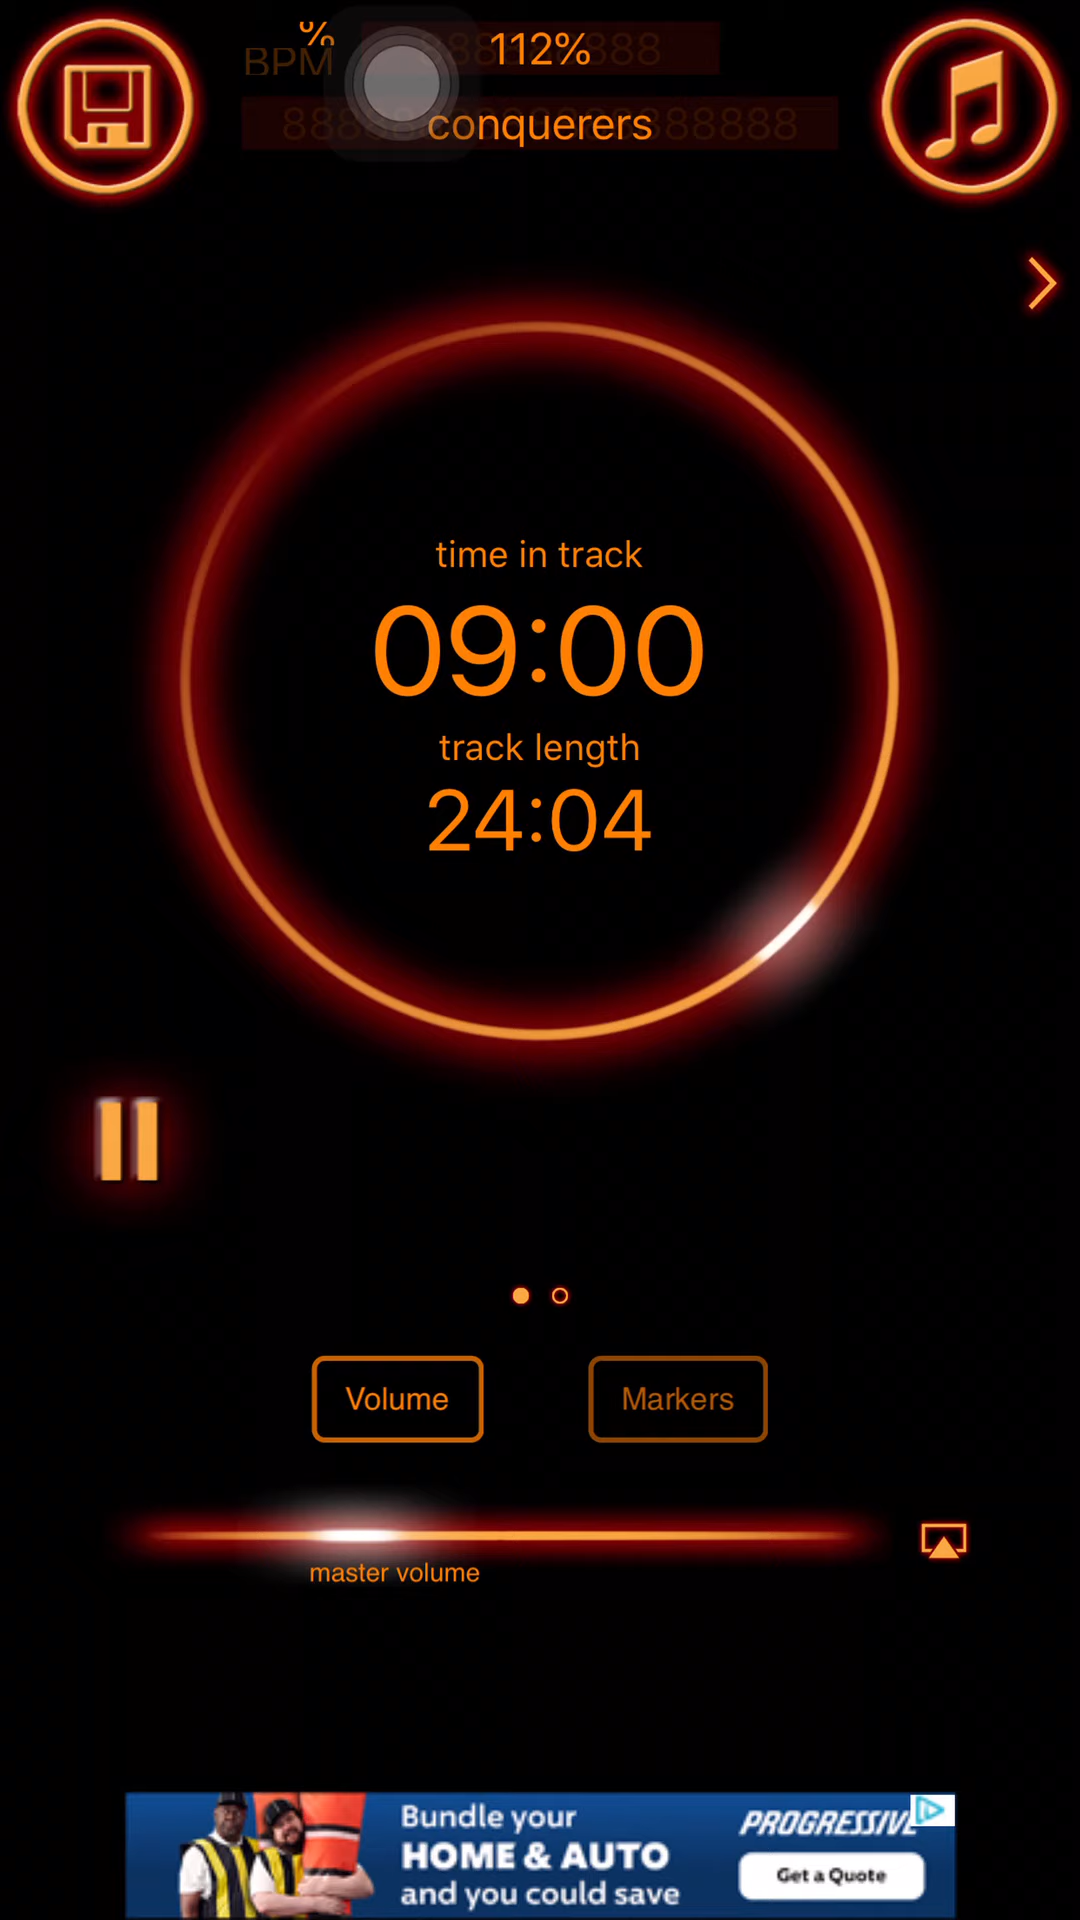 %
BPM
112%
conquerers
time in track
09:00
track length
24:04
Volume
Markers
master volume
Bundle your
HOME & AUTO
and you could save
PROGRESSIVE
Get a Quote